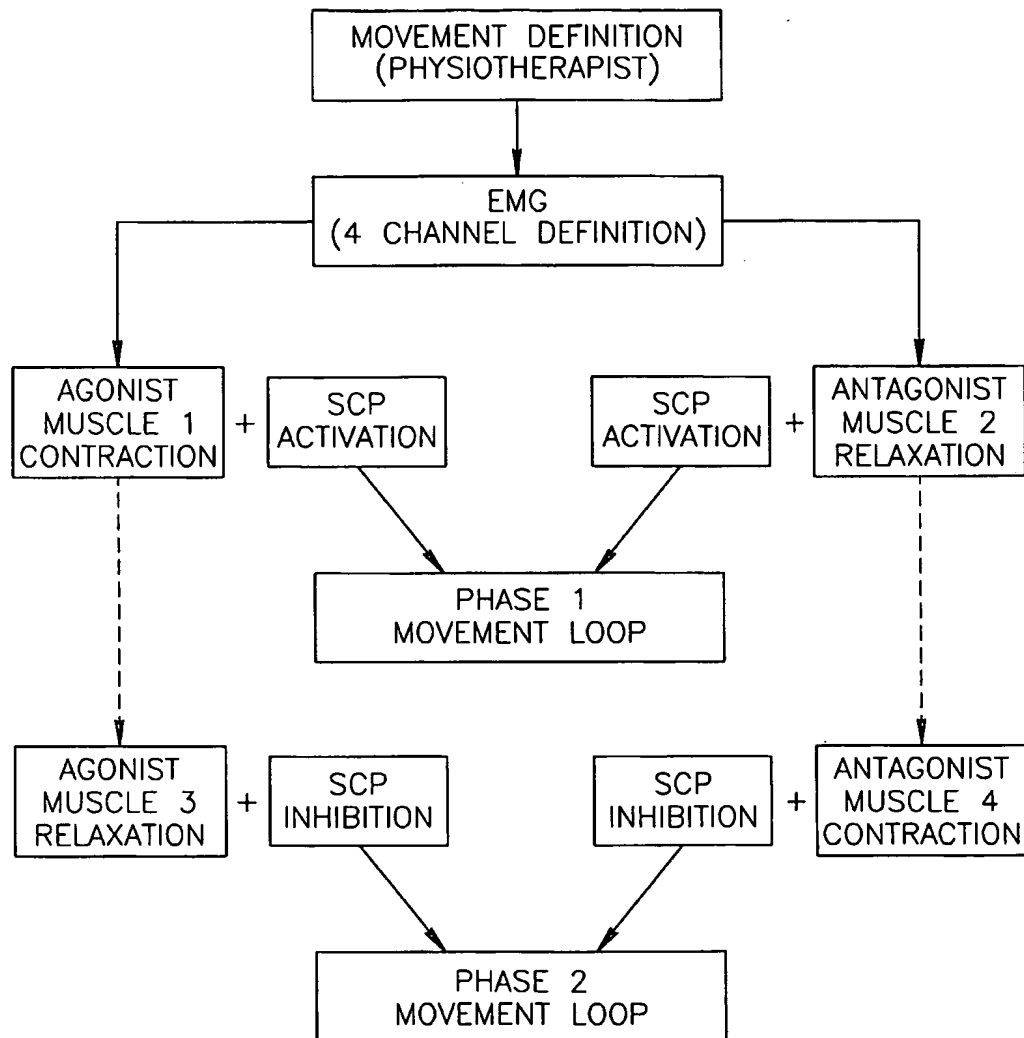 MOVEMENT DEFINITION
(PHYSIOTHERAPIST)
EMG
(4 CHANNEL DEFINITION)
AGONIST
MUSCLE 1
CONTRACTION
+
SCP
ACTIVATION
SCP
ACTIVATION
+
ANTAGONIST
MUSCLE 2
RELAXATION
PHASE 1
MOVEMENT LOOP
AGONIST
MUSCLE 3
RELAXATION
+
SCP
INHIBITION
SCP
INHIBITION
+
ANTAGONIST
MUSCLE 4
CONTRACTION
PHASE 2
MOVEMENT LOOP